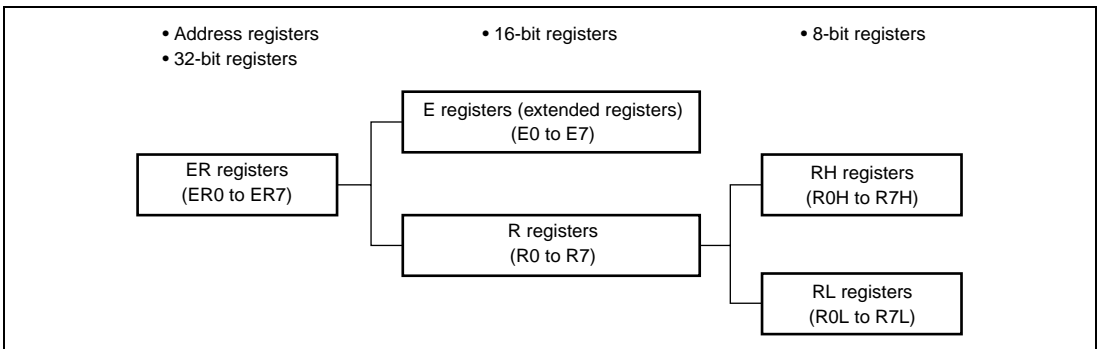 • Address registers
• 32-bit registers
• 16-bit registers
• 8-bit registers
E registers (extended registers)
(E0 to E7)
ER registers
(ER0 to ER7)
RH registers
(R0H to R7H)
R registers
(R0 to R7)
RL registers
(R0L to R7L)